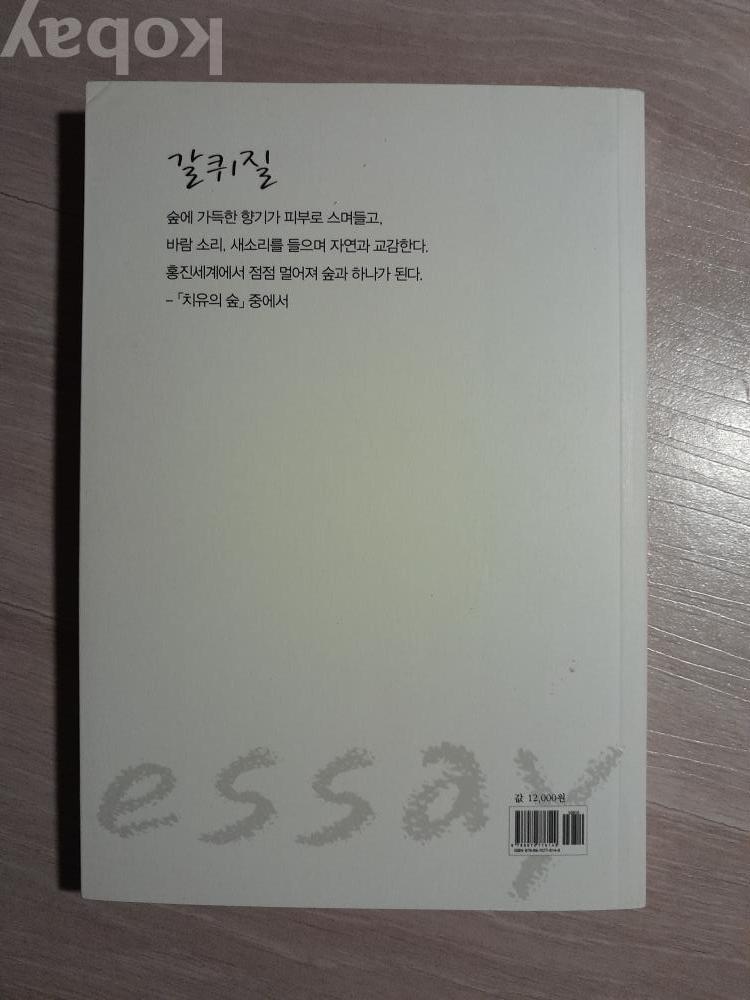 kobay
갈퀴질
숲에 가득한 향기가 피부로 스며들고,
바람 소리, 새소리를 들으며 자연과 교감한다.
홍진세계에서 점점 멀어져 숲과 하나가 된다.
– 「치유의 숲」 중에서
essay
값 12,000원